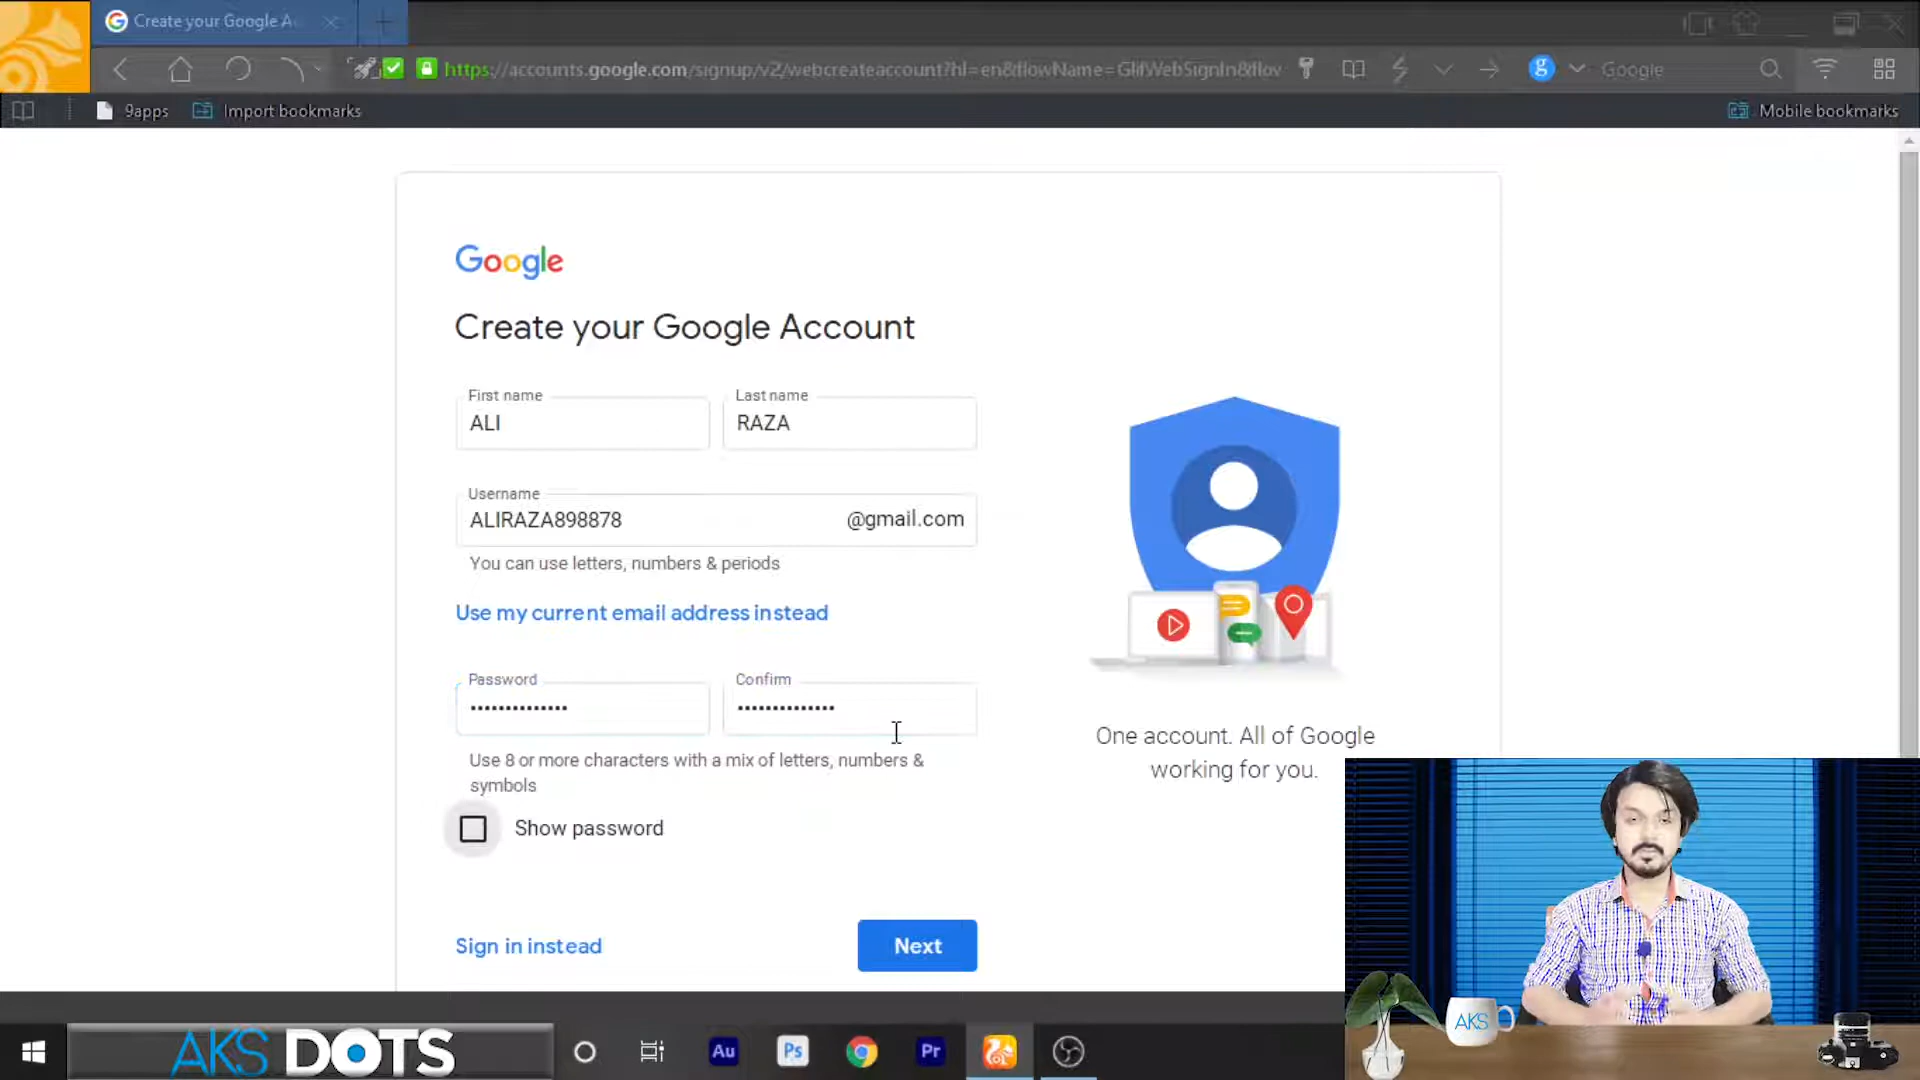 Create your Google A
https://accounts.google.com/signup/v2/webcreateaccount?hl=en&flowName=GlifWebSignIn&flov
g
Google
9apps
Import bookmarks
Mobile bookmarks
Google
Create your Google Account
First name
Last name
ALI
RAZA
Username
ALIRAZA898878
@gmail.com
You can use letters, numbers & periods
Use my current email address instead
Password
Confirm
Use 8 or more characters with a mix of letters, numbers &
symbols
Show password
Sign in instead
Next
One account. All of Google
working for you.
AKS
AKS DOTS
Au
Ps
Pr